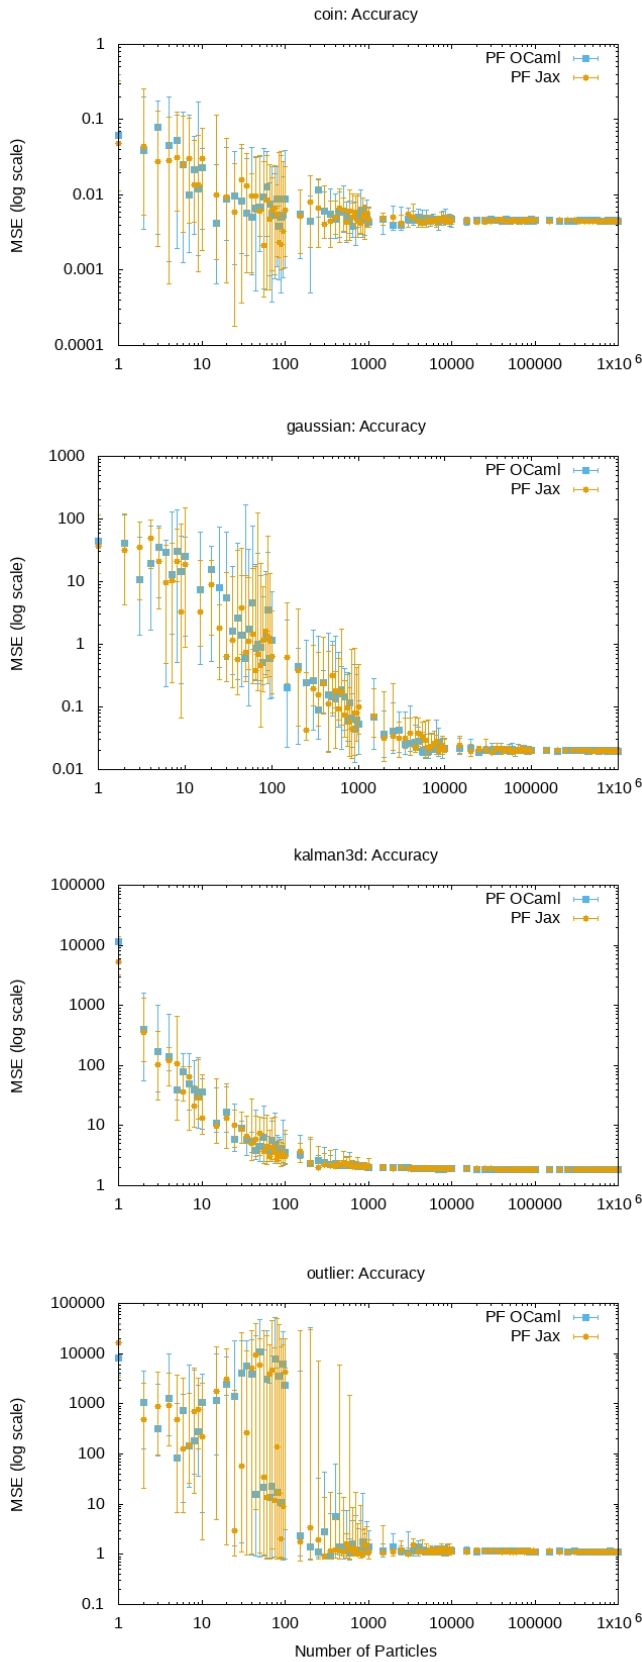 coin: Accuracy
1
0.1
0.01
0.001
0.0001
MSE (log scale)
PF OCaml
PF Jax
1 10 100 1000 10000 100000 1x10^6
gaussian: Accuracy
1000
100
10
1
0.1
0.01
MSE (log scale)
PF OCaml
PF Jax
1 10 100 1000 10000 100000 1x10^6
kalman3d: Accuracy
100000
10000
1000
100
10
1
MSE (log scale)
PF OCaml
PF Jax
1 10 100 1000 10000 100000 1x10^6
outlier: Accuracy
100000
10000
1000
100
10
1
0.1
MSE (log scale)
PF OCaml
PF Jax
1 10 100 1000 10000 100000 1x10^6
Number of Particles